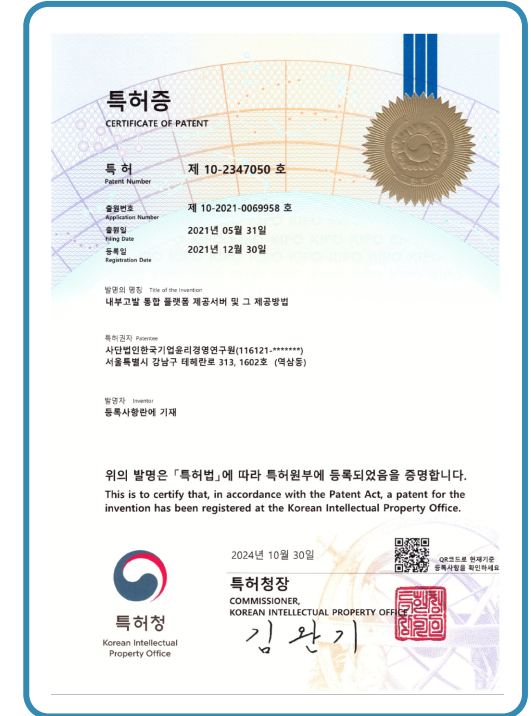 특허증
CERTIFICATE OF PATENT
특 허 제 10-2347050 호
Patent Number
출원번호 제 10-2021-0069958 호
Application Number
출원일 2021년 05월 31일
Filing Date
등록일 2021년 12월 30일
Registration Date
발명의 명칭 Title of the Invention
내부고발 통합 플랫폼 제공서버 및 그 제공방법
특허권자 Patentee
사단법인한국기업윤리경영연구원(116121-*******)
서울특별시 강남구 테헤란로 313, 1602호 (역삼동)
발명자 Inventor
등록사항란에 기재
위의 발명은 「특허법」에 따라 특허원부에 등록되었음을 증명합니다.
This is to certify that, in accordance with the Patent Act, a patent for the
invention has been registered at the Korean Intellectual Property Office.
2024년 10월 30일
QR코드로 현재기준
등록사항을 확인하세요
특허청장
COMMISSIONER,
KOREAN INTELLECTUAL PROPERTY OFFICE
김완기
특허청
Korean Intellectual
Property Office